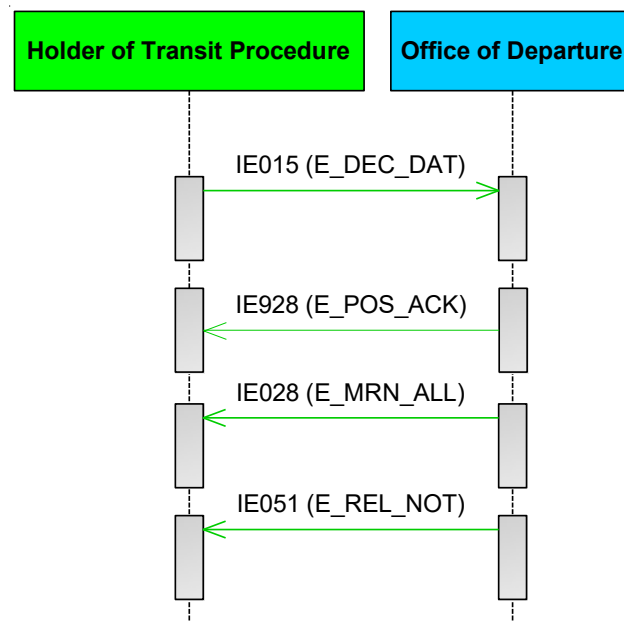 Holder of Transit Procedure
Office of Departure
IE015 (E_DEC_DAT)
IE928 (E_POS_ACK)
IE028 (E_MRN_ALL)
IE051 (E_REL_NOT)